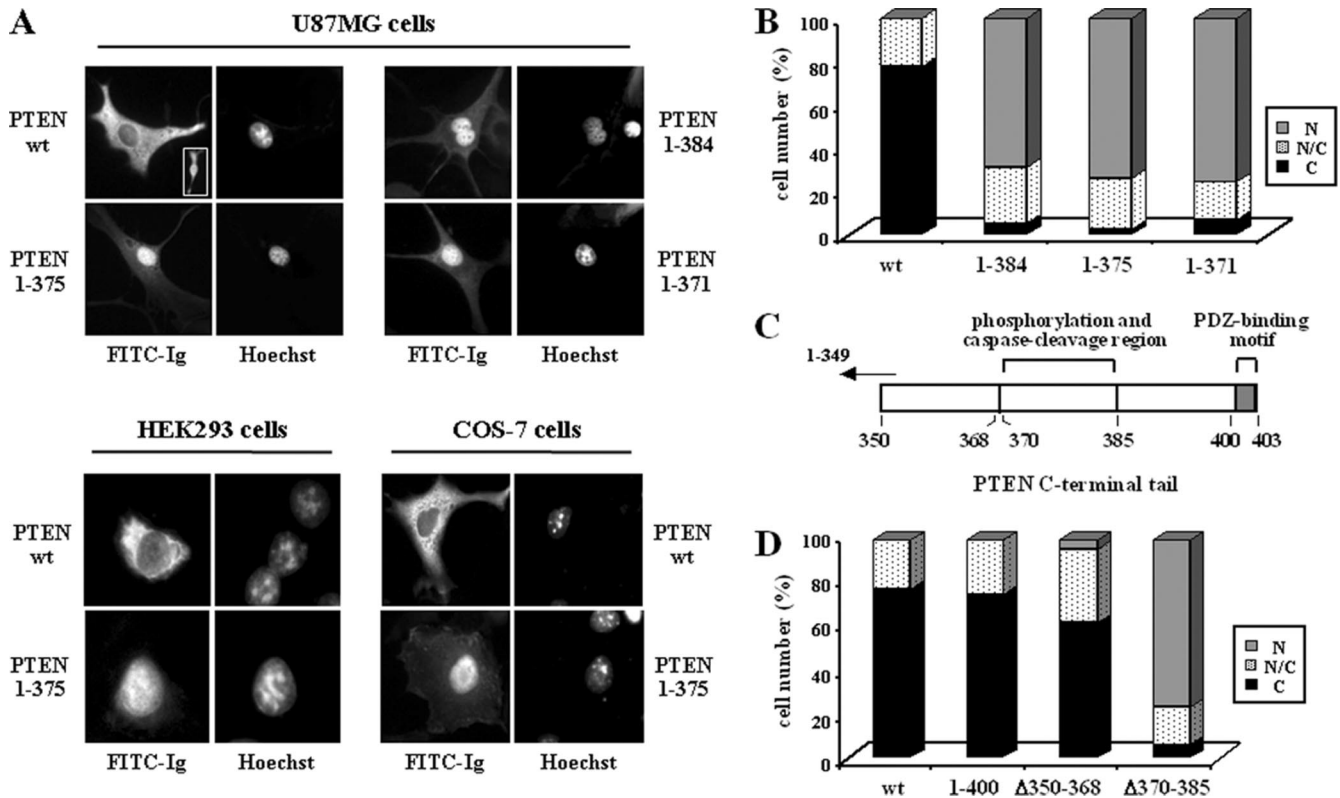 A
U87MG cells
PTEN
wt
PTEN
1-384
PTEN
1-375
PTEN
1-371
FITC-Ig
Hoechst
FITC-Ig
Hoechst
HEK293 cells
COS-7 cells
PTEN
wt
PTEN
wt
PTEN
1-375
PTEN
1-375
FITC-Ig
Hoechst
FITC-Ig
Hoechst
B
cell number (%)
100
80
60
40
20
0
wt
1-384
1-375
1-371
N
N/C
C
C
phosphorylation and
caspase-cleavage region
PDZ-binding
motif
1-349
350
368
370
385
400
403
PTEN C-terminal tail
D
cell number (%)
100
80
60
40
20
0
wt
1-400
Δ350-368
Δ370-385
N
N/C
C